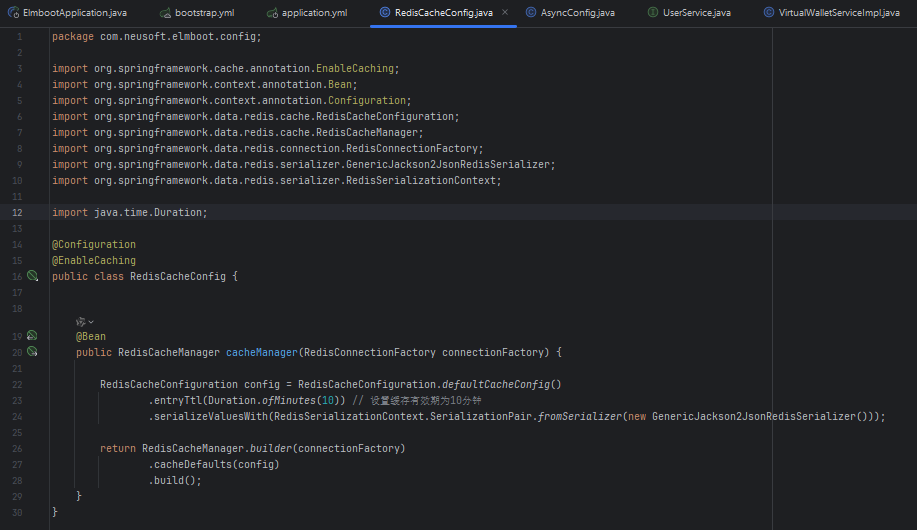 ElmbootApplication.java bootstrap.yml application.yml RedisCacheConfig.java AsyncConfig.java UserService.java VirtualWalletServiceImpl.java
1 package com.neusoft.elmboot.config;
2
3 import org.springframework.cache.annotation.EnableCaching;
4 import org.springframework.context.annotation.Bean;
5 import org.springframework.context.annotation.Configuration;
6 import org.springframework.data.redis.cache.RedisCacheConfiguration;
7 import org.springframework.data.redis.cache.RedisCacheManager;
8 import org.springframework.data.redis.connection.RedisConnectionFactory;
9 import org.springframework.data.redis.serializer.GenericJackson2JsonRedisSerializer;
10 import org.springframework.data.redis.serializer.RedisSerializationContext;
11
12 import java.time.Duration;
13
14 @Configuration
15 @EnableCaching
16 public class RedisCacheConfig {
17
18
19 @Bean
20 public RedisCacheManager cacheManager(RedisConnectionFactory connectionFactory) {
21
22 RedisCacheConfiguration config = RedisCacheConfiguration.defaultCacheConfig()
23 .entryTtl(Duration.ofMinutes(10)) // 设置缓存有效期为10分钟
24 .serializeValuesWith(RedisSerializationContext.SerializationPair.fromSerializer(new GenericJackson2JsonRedisSerializer()));
25
26 return RedisCacheManager.builder(connectionFactory)
27 .cacheDefaults(config)
28 .build();
29 }
30 }